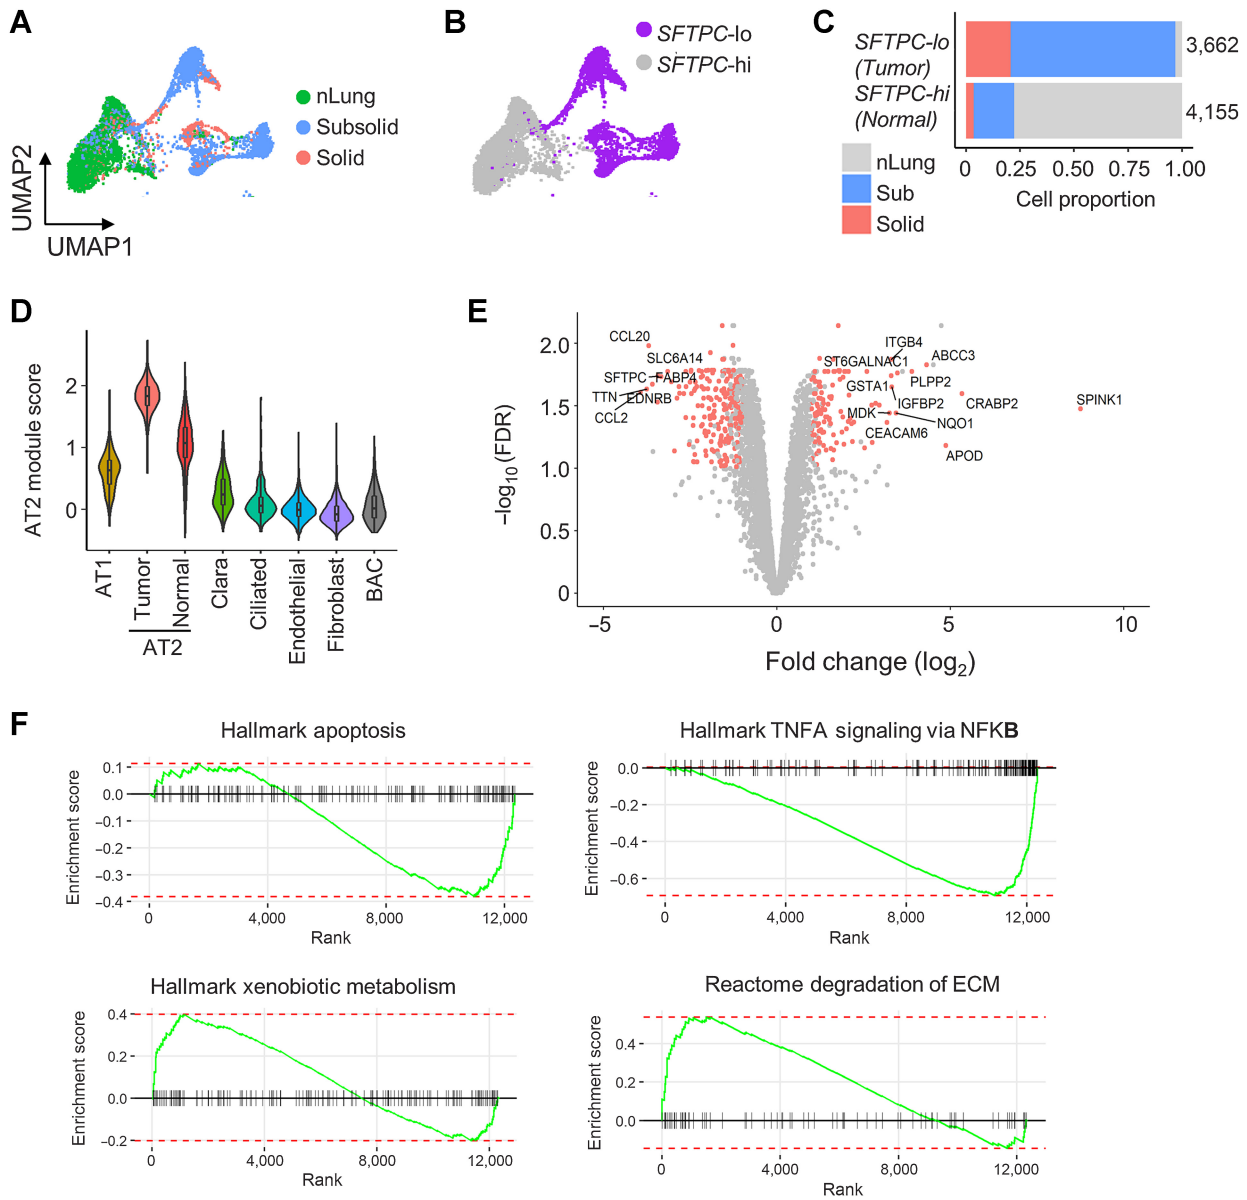 A
UMAP2
UMAP1
nLung
Subsolid
Solid
B
SFTPC-lo
SFTPC-hi
C
SFTPC-lo
(Tumor)
SFTPC-hi
(Normal)
3,662
4,155
nLung
Sub
Solid
0 0.25 0.50 0.75 1.00
Cell proportion
D
AT2 module score
2
1
0
AT1
Tumor
Normal
AT2
Clara
Ciliated
Endothelial
Fibroblast
BAC
E
−log10(FDR)
2.0
1.5
1.0
0.5
0
−5 0 5 10
Fold change (log2)
CCL20
SLC6A14
SFTPC
FABP4
TTN
EDNRB
CCL2
ITGB4
ST6GALNAC1
ABCC3
GSTA1
PLPP2
IGFBP2
CRABP2
SPINK1
MDK
NQO1
CEACAM6
APOD
F
Hallmark apoptosis
Enrichment score
0.1
0.0
−0.1
−0.2
−0.3
−0.4
0 4,000 8,000 12,000
Rank
Hallmark TNFA signaling via NFKB
Enrichment score
0.0
−0.2
−0.4
−0.6
0 4,000 8,000 12,000
Rank
Hallmark xenobiotic metabolism
Enrichment score
0.4
0.2
0.0
−0.2
0 4,000 8,000 12,000
Rank
Reactome degradation of ECM
Enrichment score
0.4
0.2
0.0
0 4,000 8,000 12,000
Rank